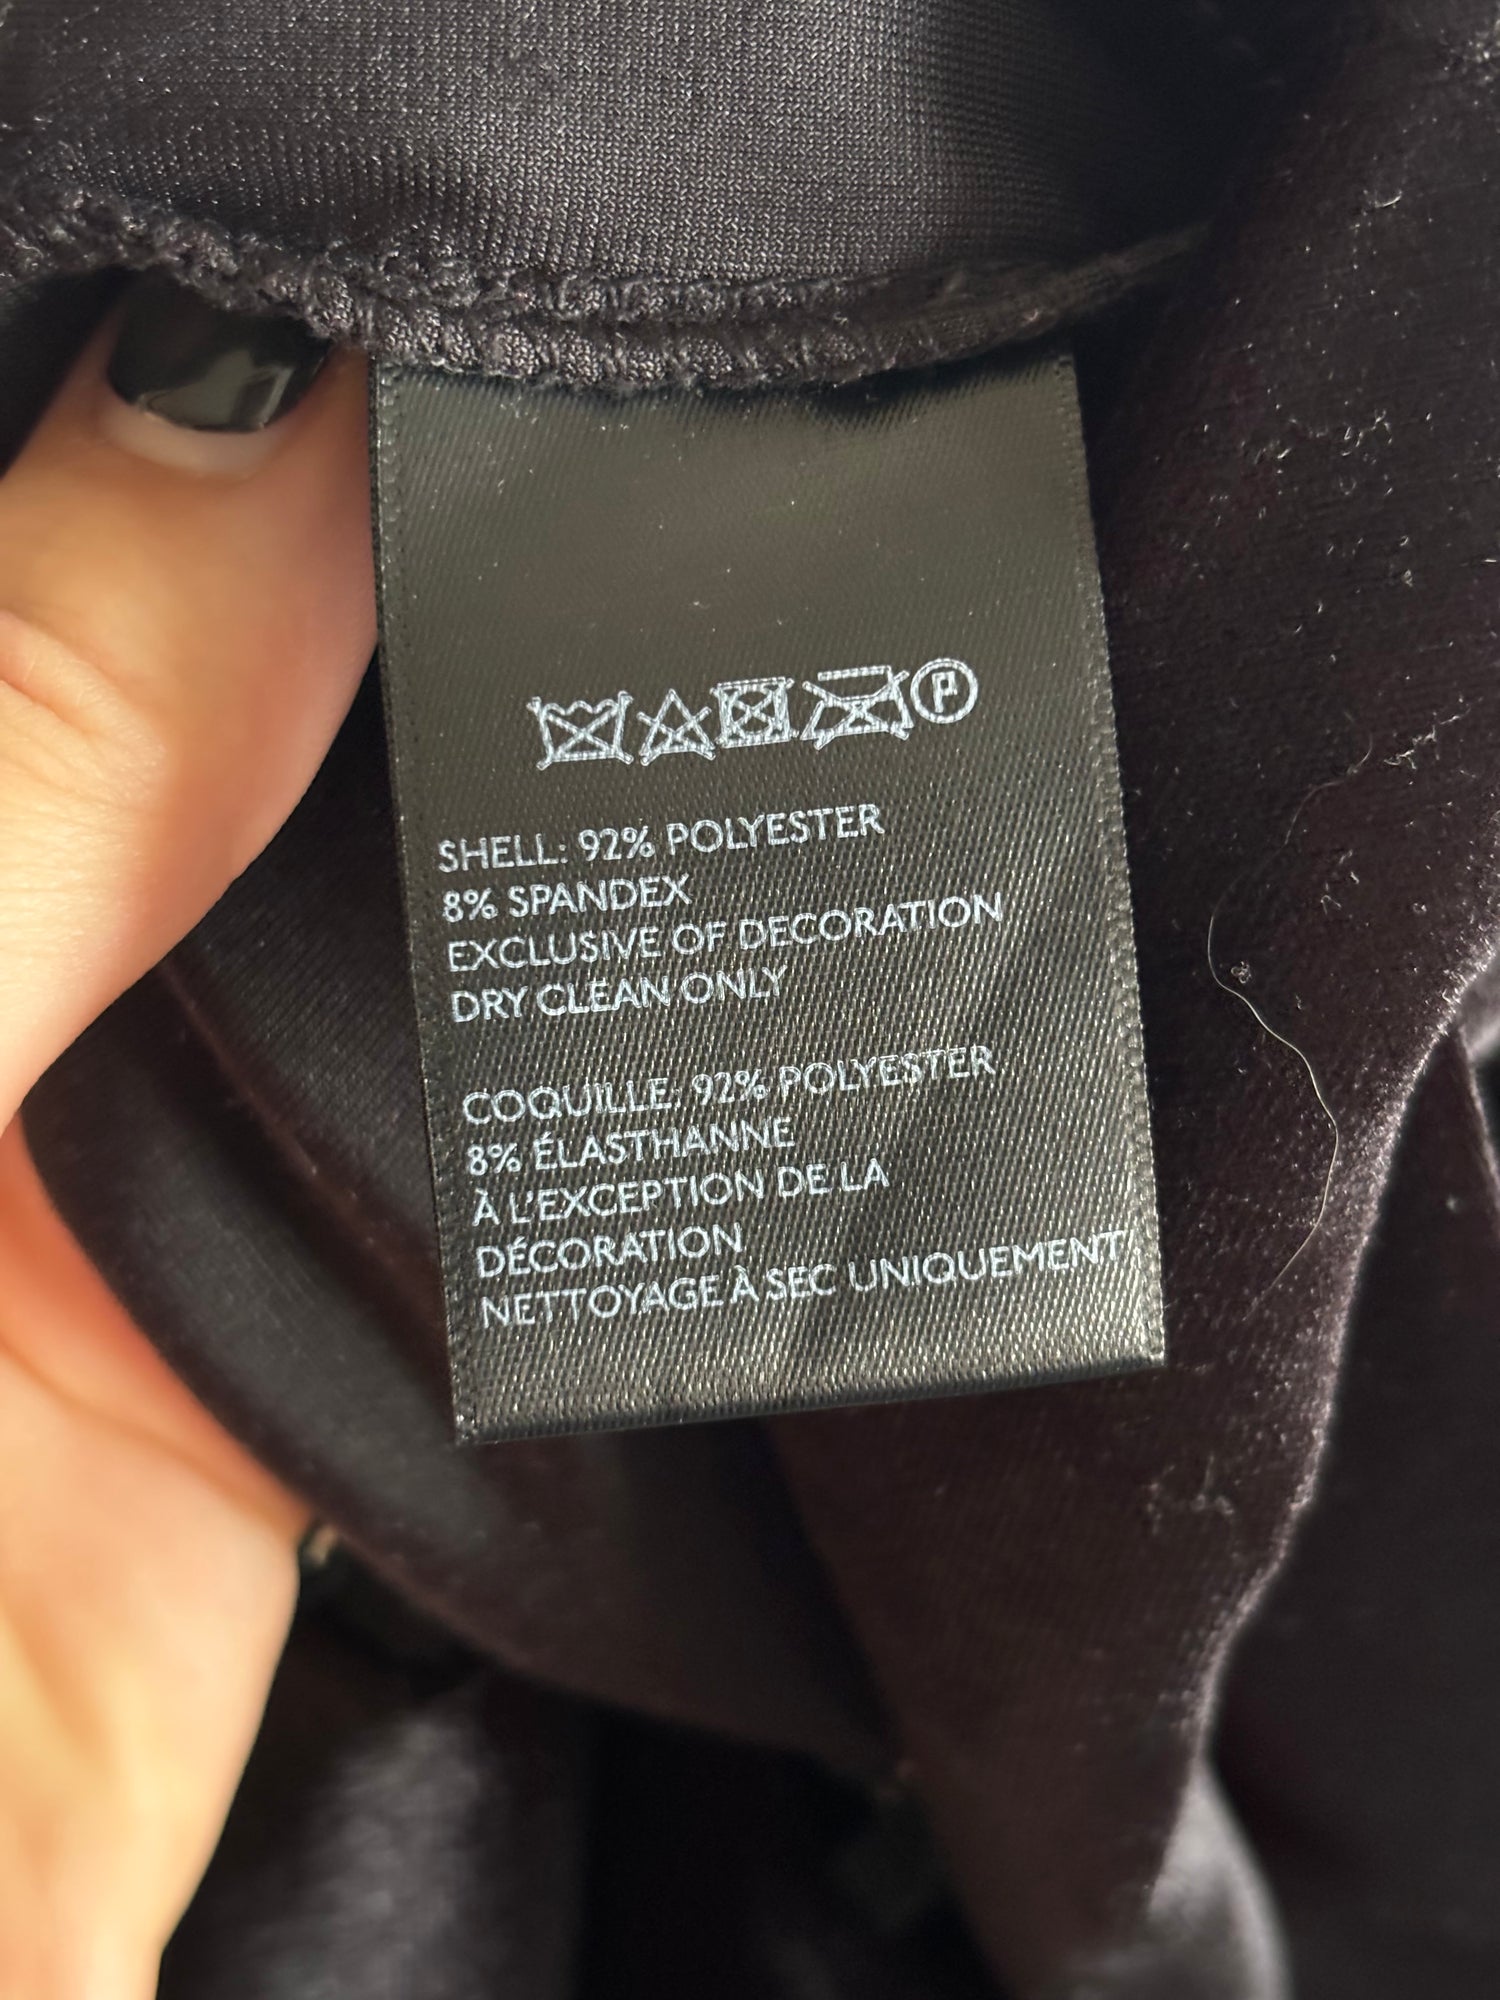 P
SHELL: 92% POLYESTER
8% SPANDEX
EXCLUSIVE OF DECORATION
DRY CLEAN ONLY
COQUILLE: 92% POLYESTER
8% ÉLASTHANNE
À L'EXCEPTION DE LA
DÉCORATION
NETTOYAGE À SEC UNIQUEMENT